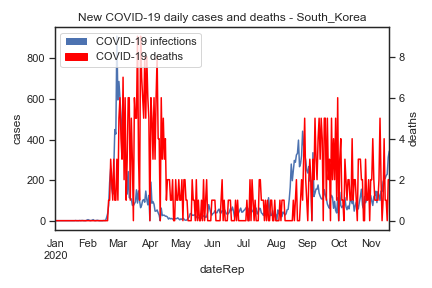 New COVID-19 daily cases and deaths - South_Korea
COVID-19 infections
COVID-19 deaths
800
600
400
200
0
cases
8
6
4
2
0
deaths
Jan Feb Mar Apr May Jun Jul Aug Sep Oct Nov
2020
dateRep